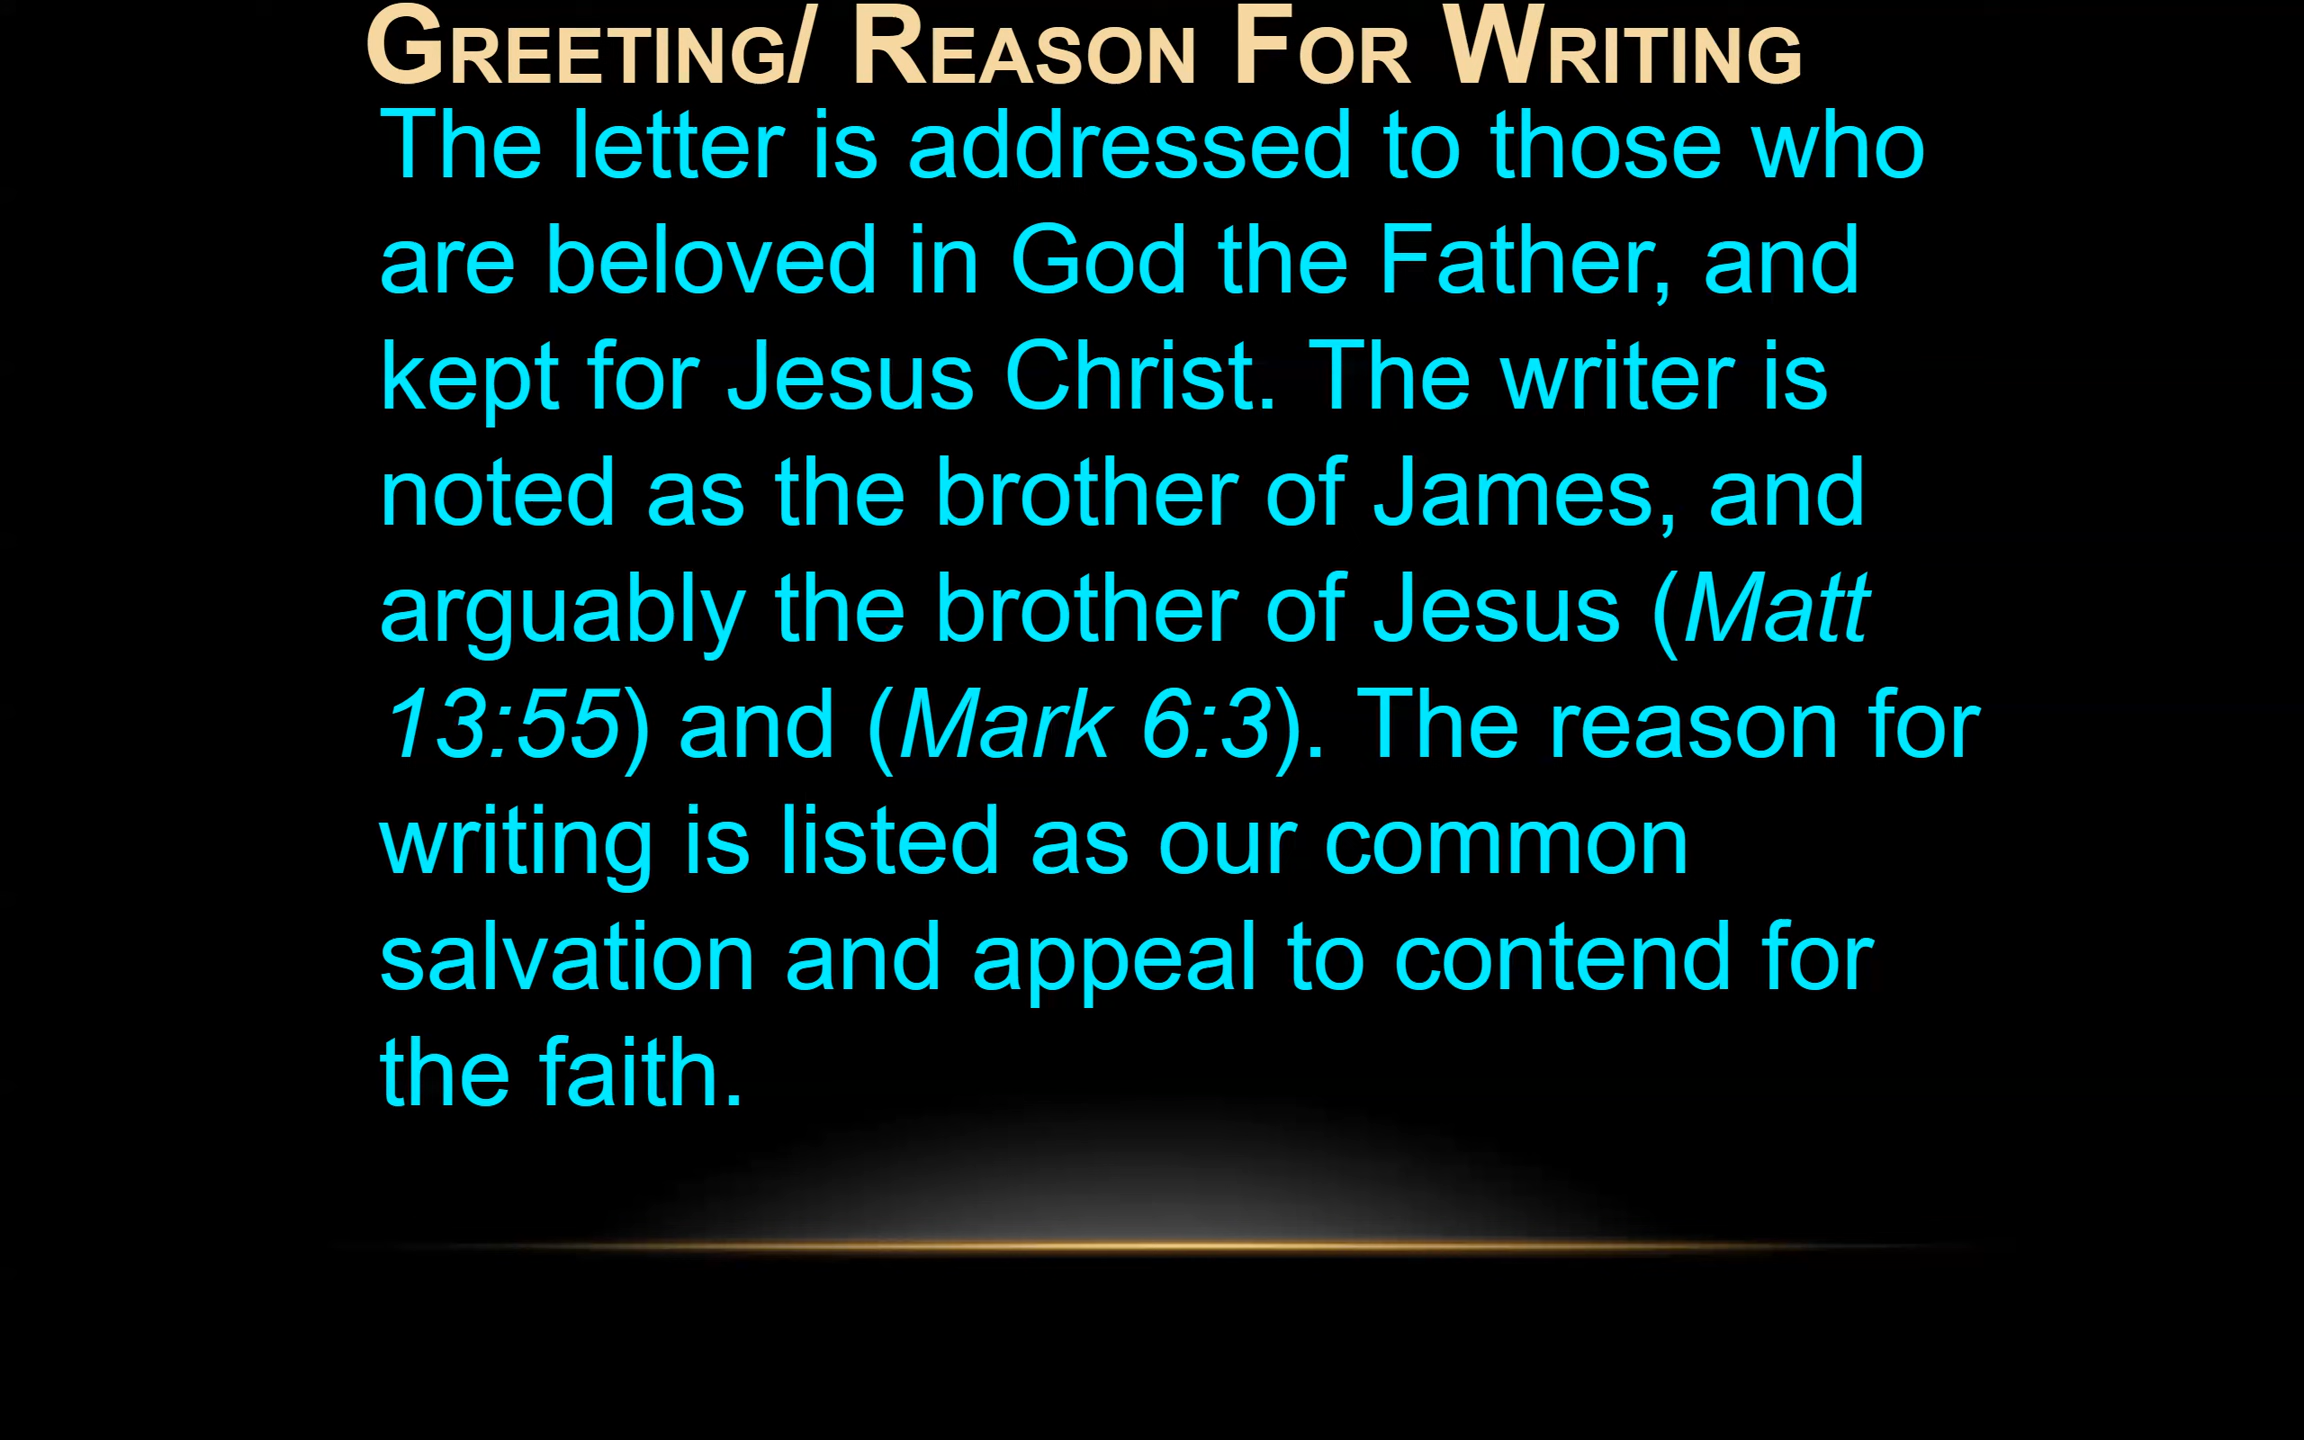 Greeting/ Reason For Writing
The letter is addressed to those who
are beloved in God the Father, and
kept for Jesus Christ. The writer is
noted as the brother of James, and
arguably the brother of Jesus (Matt
13:55) and (Mark 6:3). The reason for
writing is listed as our common
salvation and appeal to contend for
the faith.